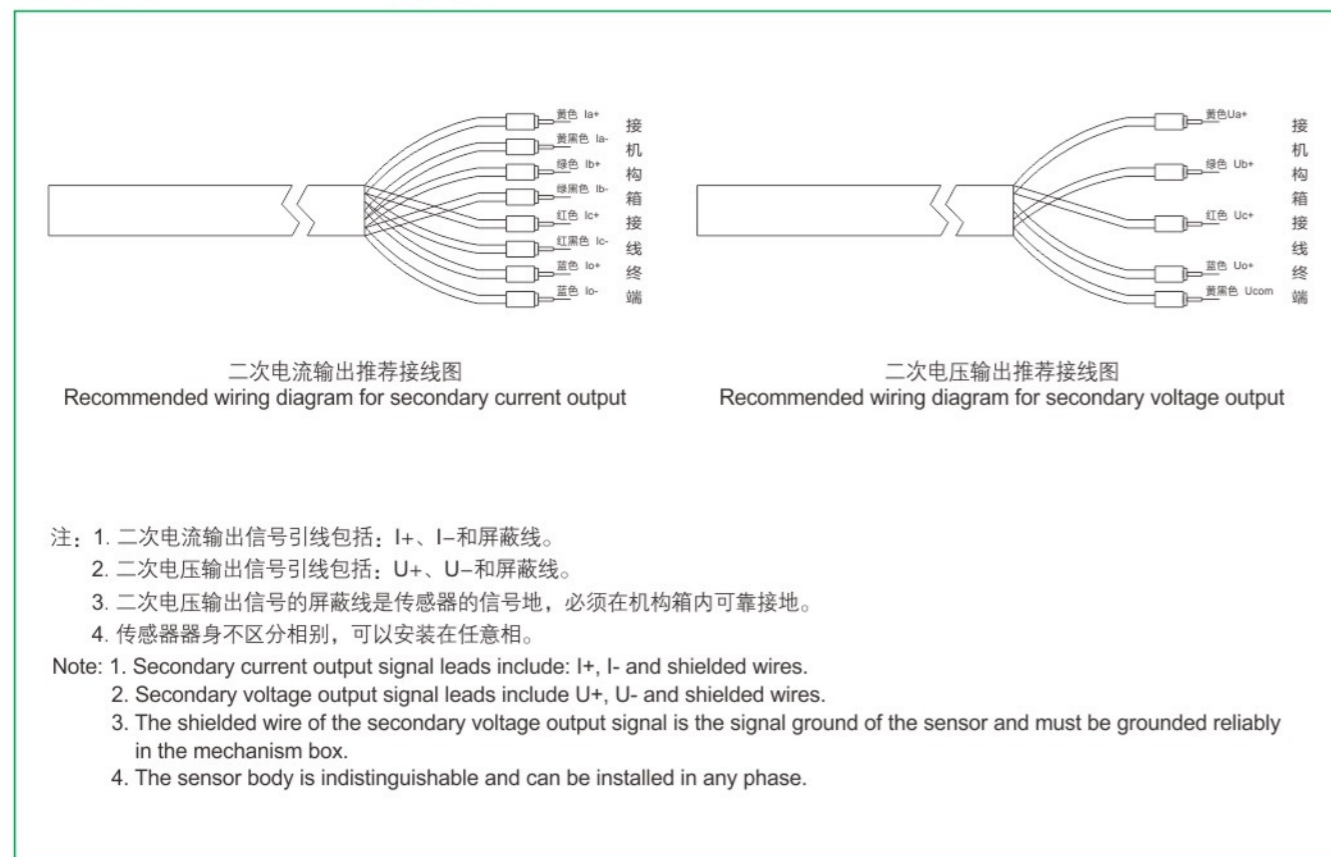 黄色 Ia+
黄黑色 Ia-
绿色 Ib+
绿黑色 Ib-
红色 Ic+
红黑色 Ic-
蓝色 Io+
蓝色 Io-
接机构箱接线终端
二次电流输出推荐接线图
Recommended wiring diagram for secondary current output
黄色Ua+
绿色 Ub+
红色 Uc+
蓝色 Uo+
黄黑色 Ucom
接机构箱接线终端
二次电压输出推荐接线图
Recommended wiring diagram for secondary voltage output
注：1. 二次电流输出信号引线包括：I+、I-和屏蔽线。
2. 二次电压输出信号引线包括：U+、U-和屏蔽线。
3. 二次电压输出信号的屏蔽线是传感器的信号地，必须在机构箱内可靠接地。
4. 传感器器身不区分相别，可以安装在任意相。
Note: 1. Secondary current output signal leads include: I+, I- and shielded wires.
2. Secondary voltage output signal leads include U+, U- and shielded wires.
3. The shielded wire of the secondary voltage output signal is the signal ground of the sensor and must be grounded reliably
in the mechanism box.
4. The sensor body is indistinguishable and can be installed in any phase.